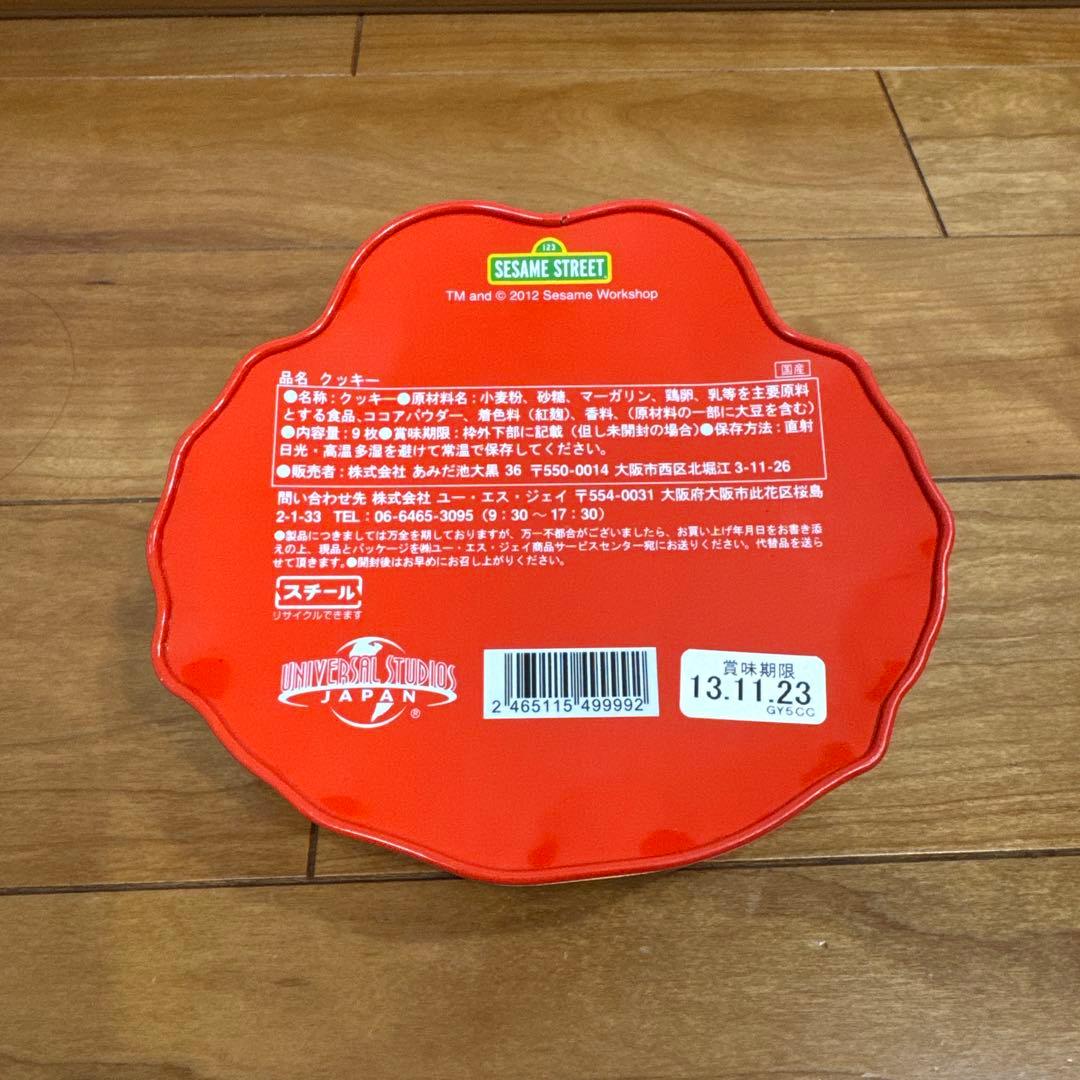 123
SESAME STREET
TM and © 2012 Sesame Workshop
品名 クッキー
国産
●名称:クッキー●原材料名:小麦粉、砂糖、マーガリン、鶏卵、乳等を主要原料
とする食品、ココアパウダー、着色料(紅麹)、香料、(原材料の一部に大豆を含む)
●内容量:9枚●賞味期限:枠外下部に記載(但し未開封の場合)●保存方法:直射
日光・高温多湿を避けて常温で保存してください。
●販売者:株式会社 あみだ池大黒 36 〒550-0014 大阪市西区北堀江3-11-26
問い合わせ先 株式会社 ユー・エス・ジェイ 〒554-0031 大阪府大阪市此花区桜島
2-1-33 TEL:06-6465-3095(9:30〜17:30)
●製品につきましては万全を期しておりますが、万一不都合がございましたら、お買い上げ年月日をお書き添
えの上、現品とパッケージを㈱ユー・エス・ジェイ商品サービスセンター宛にお送りください。代替品を送ら
せて頂きます。●開封後はお早めにお召し上がりください。
スチール
リサイクルできます
UNIVERSAL STUDIOS
JAPAN
®
2 465115 499992
賞味期限
13.11.23
GY5CC